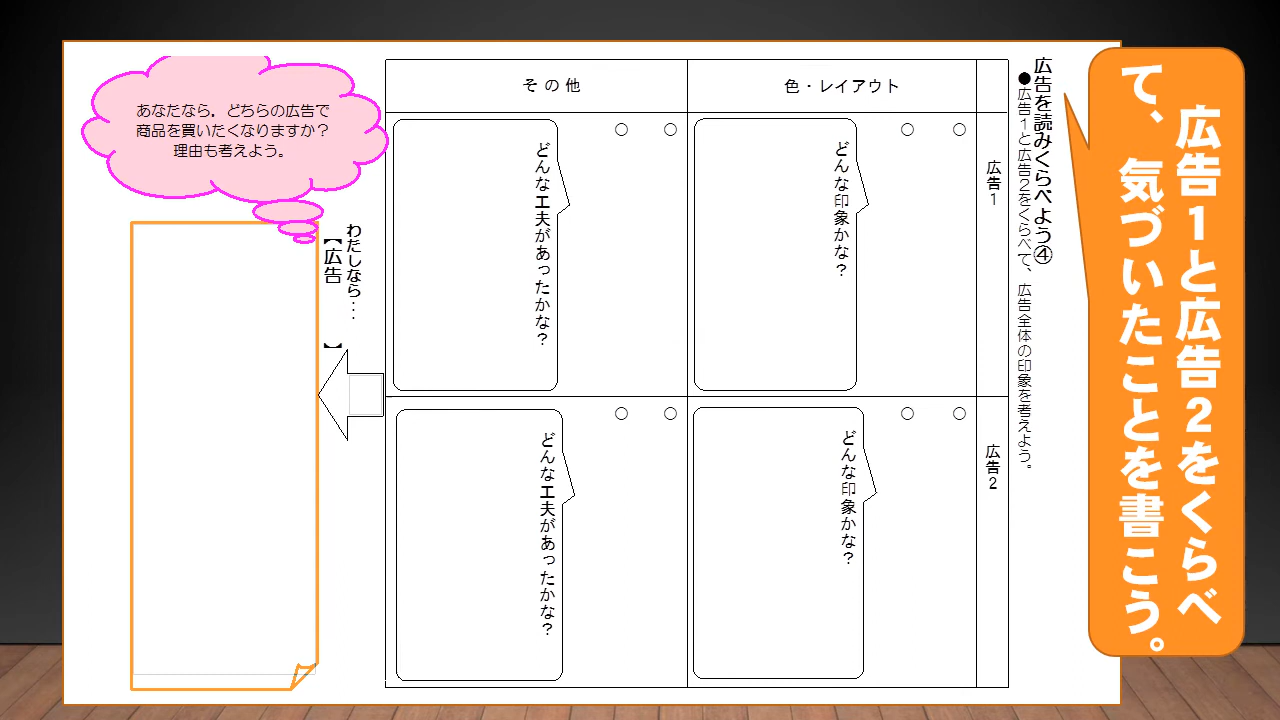 広告1と広告2をくらべ
て、気づいたことを書こう。
広告を読みくらべよう④
●広告1と広告2をくらべて、広告全体の印象を考えよう。
広告1
広告2
色・レイアウト
○
○
どんな印象かな?
○
○
どんな印象かな?
その他
○
○
どんな工夫があったかな?
○
○
どんな工夫があったかな?
わたしなら…
【広告　　】
あなたなら,どちらの広告で
商品を買いたくなりますか?
理由も考えよう。